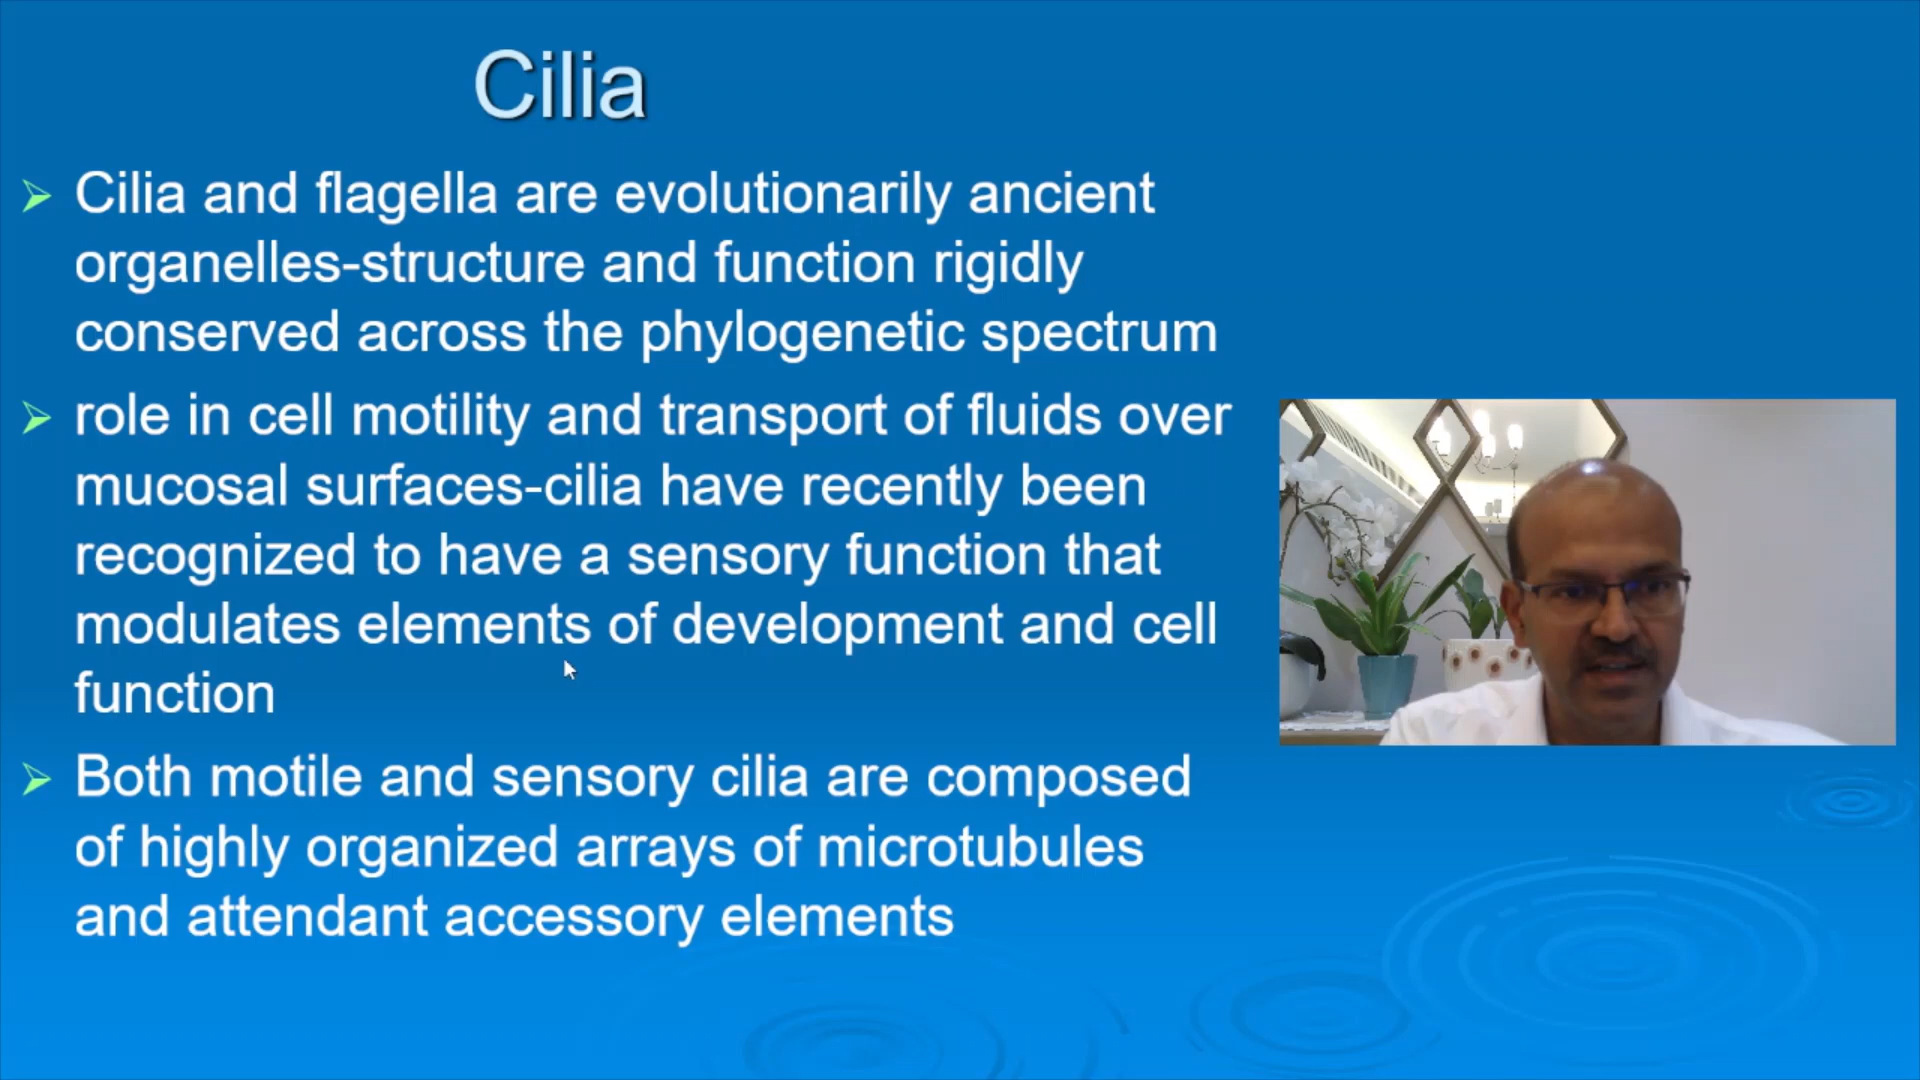 Cilia
Cilia and flagella are evolutionarily ancient
organelles-structure and function rigidly
conserved across the phylogenetic spectrum
role in cell motility and transport of fluids over
mucosal surfaces-cilia have recently been
recognized to have a sensory function that
modulates elements of development and cell
function
Both motile and sensory cilia are composed
of highly organized arrays of microtubules
and attendant accessory elements